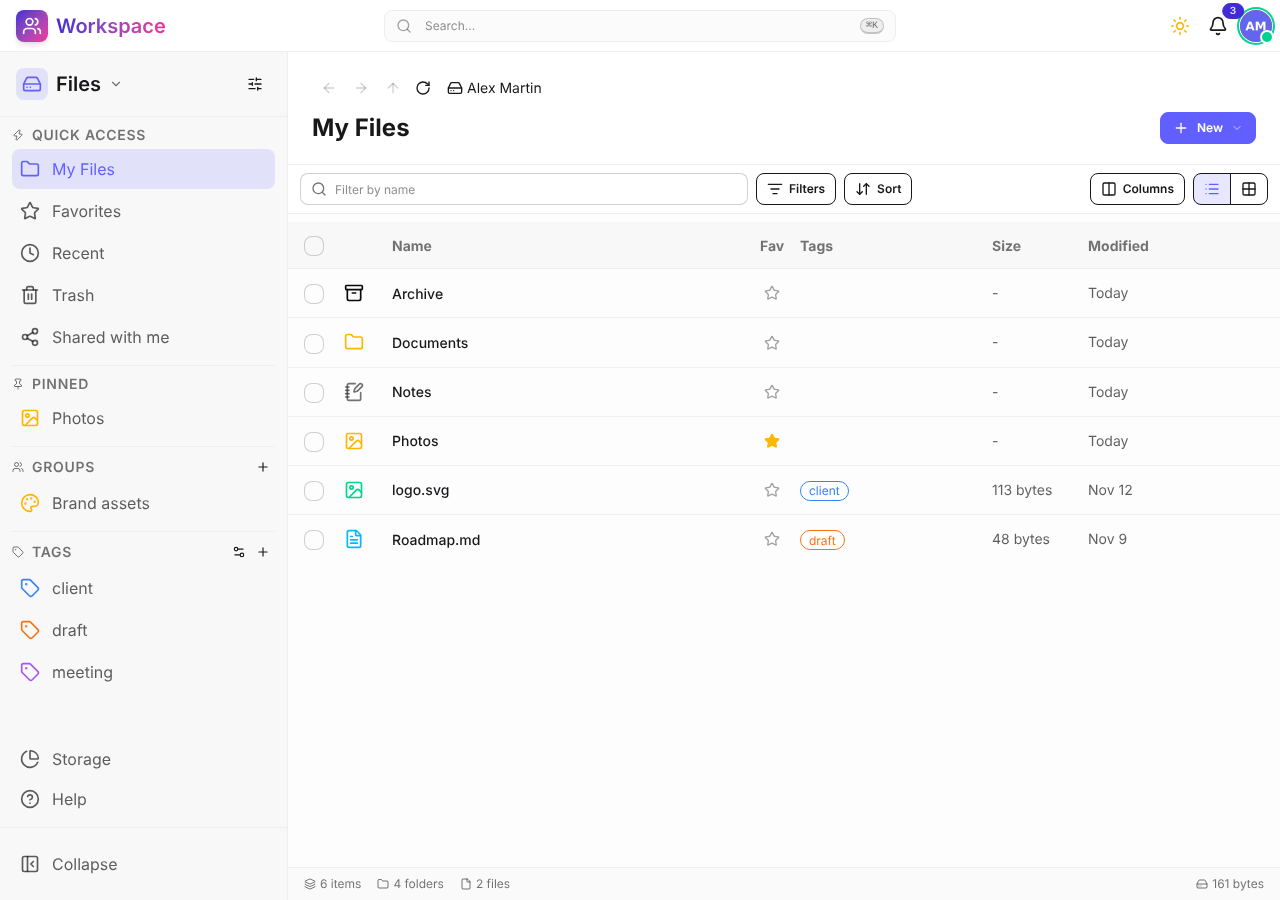 Workspace
Search...
⌘K
3
AM
Files
QUICK ACCESS
My Files
Favorites
Recent
Trash
Shared with me
PINNED
Photos
GROUPS
Brand assets
TAGS
client
draft
meeting
Storage
Help
Collapse
Alex Martin
My Files
New
Filter by name
Filters
Sort
Columns
Name Fav Tags Size Modified
Archive - Today
Documents - Today
Notes - Today
Photos - Today
logo.svg client 113 bytes Nov 12
Roadmap.md draft 48 bytes Nov 9
6 items 4 folders 2 files 161 bytes